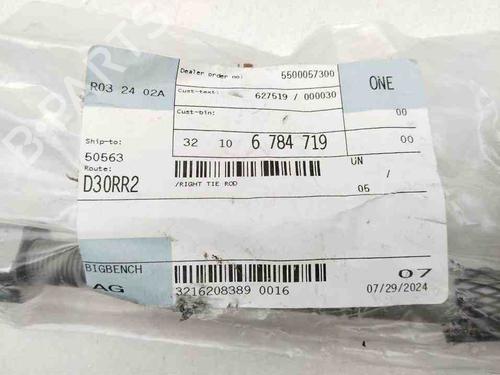 R03 24 02A
Dealer order no: 5500057300
ONE
Cust-text: 627519 / 000030
Cust-bin:
00
Ship-to:
50563
32 10 6 784 719
00
Route:
D30RR2
/RIGHT TIE ROD
UN /
05
BIGBENCH
AG
3216208389 0016
07
07/29/2024